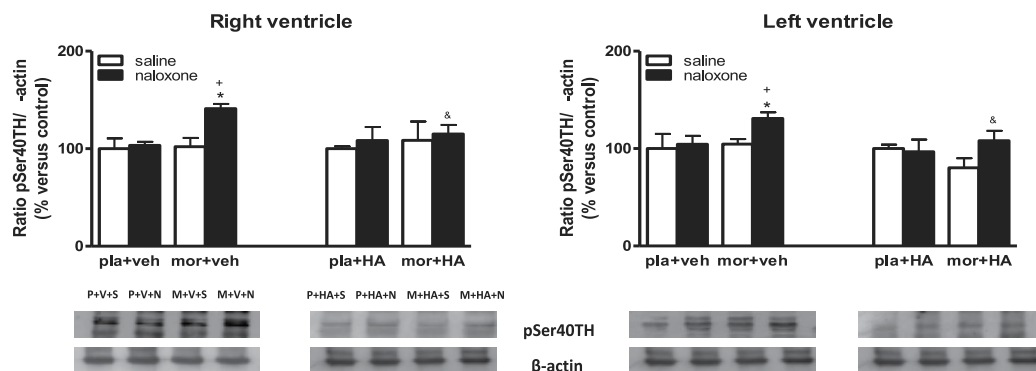 Right ventricle
Ratio pSer40TH/ -actin
(% versus control)
200
100
0
saline
naloxone
+
*
&
pla+veh mor+veh pla+HA mor+HA
P+V+S P+V+N M+V+S M+V+N P+HA+S P+HA+N M+HA+S M+HA+N
Left ventricle
Ratio pSer40TH/ -actin
(% versus control)
200
100
0
saline
naloxone
+
*
&
pla+veh mor+veh pla+HA mor+HA
pSer40TH
ß-actin